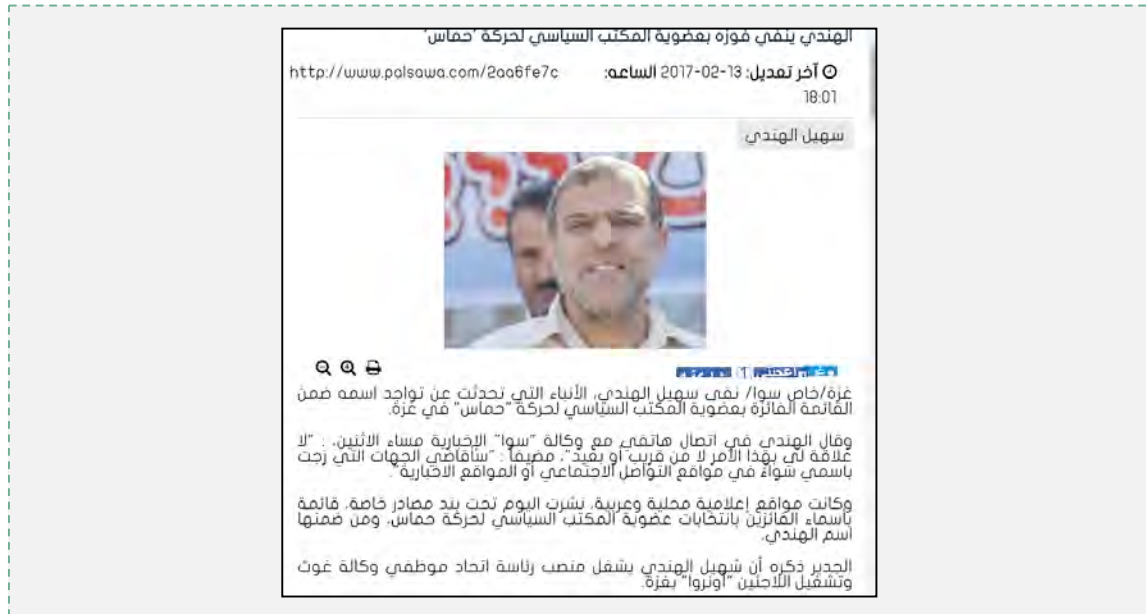 الهندي ينفي فوزه بعضوية المكتب السياسي لحركة "حماس"
آخر تعديل: 13-02-2017 الساعه: http://www.palsawa.com/2aa6fe7c
18:01
سهيل الهندي
غزة/خاص سوا/ نفى سهيل الهندي، الأنباء التي تحدثت عن تواجد اسمه ضمن
القائمة الفائزة بعضوية المكتب السياسي لحركة "حماس" في غزة.
وقال الهندي في اتصال هاتفي مع وكالة "سوا" الإخبارية مساء الاثنين، : "لا
علاقة لي بهذا الأمر لا من قريب أو بعيد"، مضيفاً : "سأقاضي الجهات التي زجت
باسمي سواءً في مواقع التواصل الاجتماعي أو المواقع الاخبارية".
وكانت مواقع إعلامية محلية وعربية، نشرت اليوم تحت بند مصادر خاصة، قائمة
بأسماء الفائزين بانتخابات عضوية المكتب السياسي لحركة حماس، ومن ضمنها
اسم الهندي.
الجدير ذكره أن سهيل الهندي يشغل منصب رئاسة اتحاد موظفي وكالة غوث
وتشغيل اللاجئين "أونروا" بغزة.